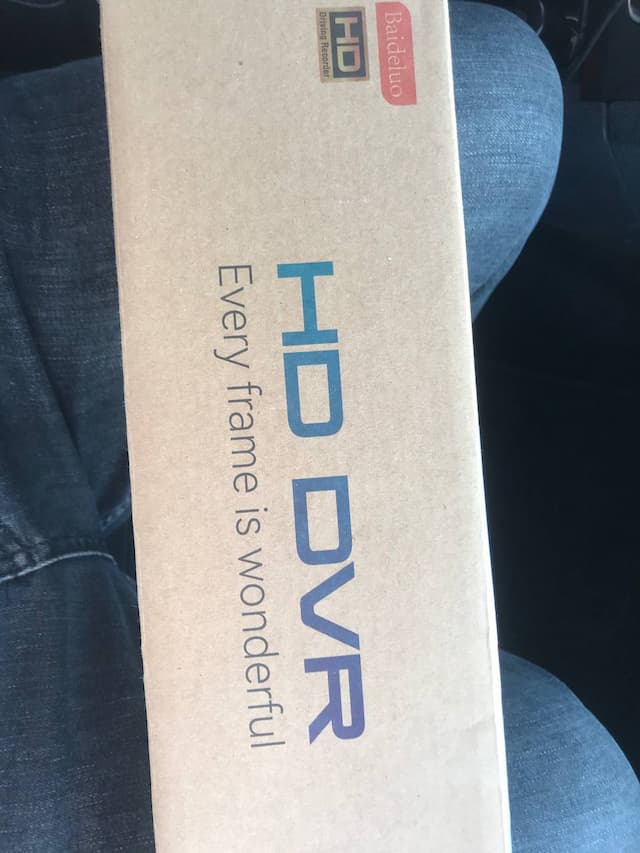 Baideluo
HD
Driving Recorder
HD DVR
Every frame is wonderful